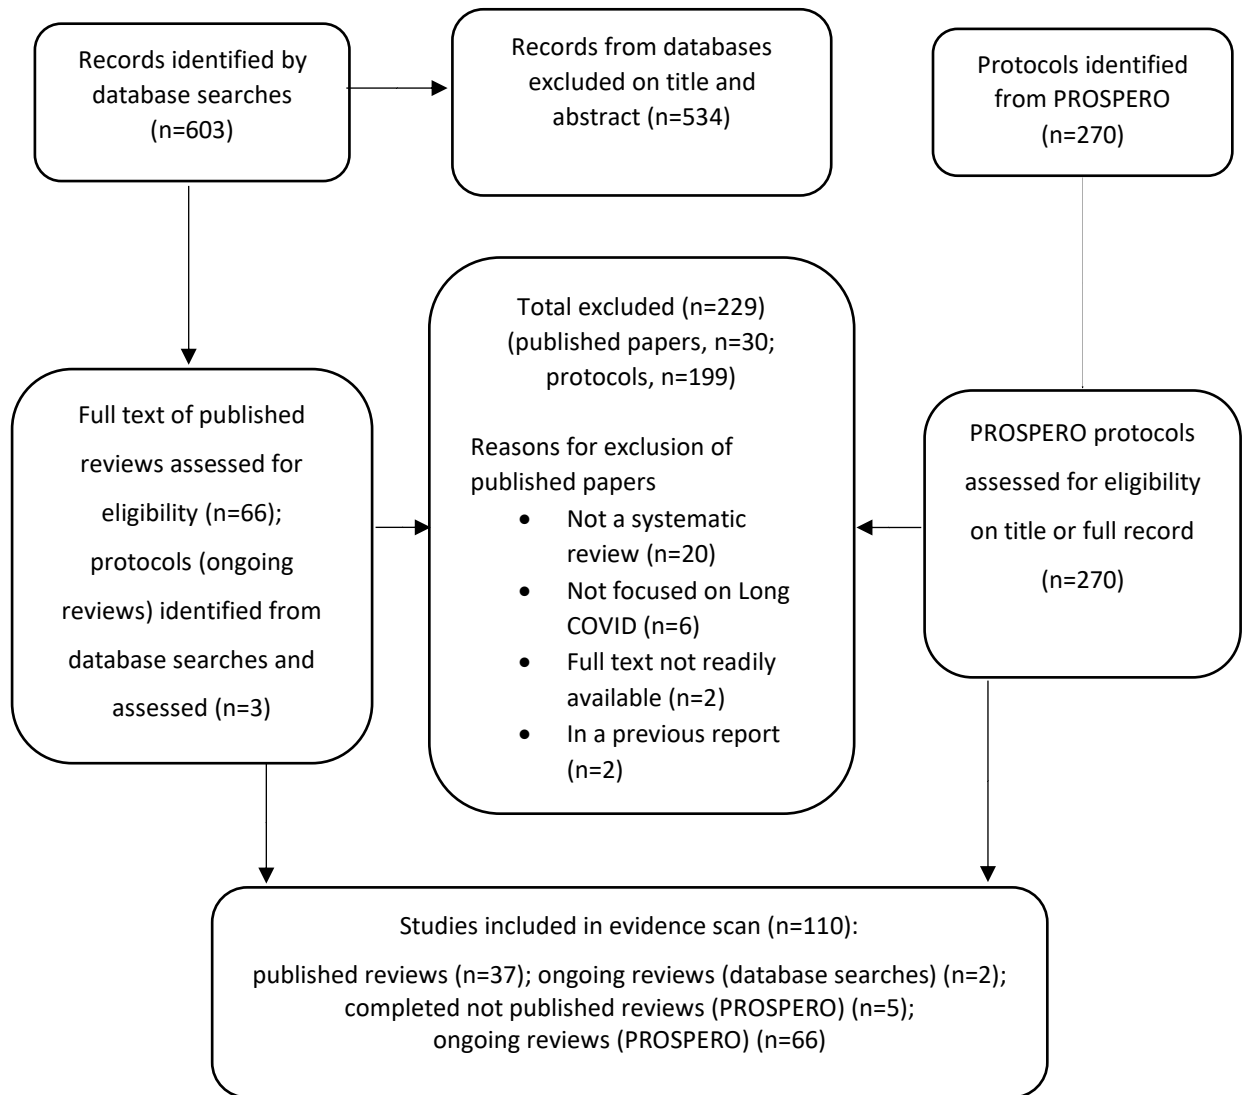 Records identified by
database searches
(n=603)
Records from databases
excluded on title and
abstract (n=534)
Protocols identified
from PROSPERO
(n=270)
Total excluded (n=229)
(published papers, n=30;
protocols, n=199)
Reasons for exclusion of
published papers
• Not a systematic
review (n=20)
• Not focused on Long
COVID (n=6)
• Full text not readily
available (n=2)
• In a previous report
(n=2)
Full text of published
reviews assessed for
eligibility (n=66);
protocols (ongoing
reviews) identified from
database searches and
assessed (n=3)
PROSPERO protocols
assessed for eligibility
on title or full record
(n=270)
Studies included in evidence scan (n=110):
published reviews (n=37); ongoing reviews (database searches) (n=2);
completed not published reviews (PROSPERO) (n=5);
ongoing reviews (PROSPERO) (n=66)